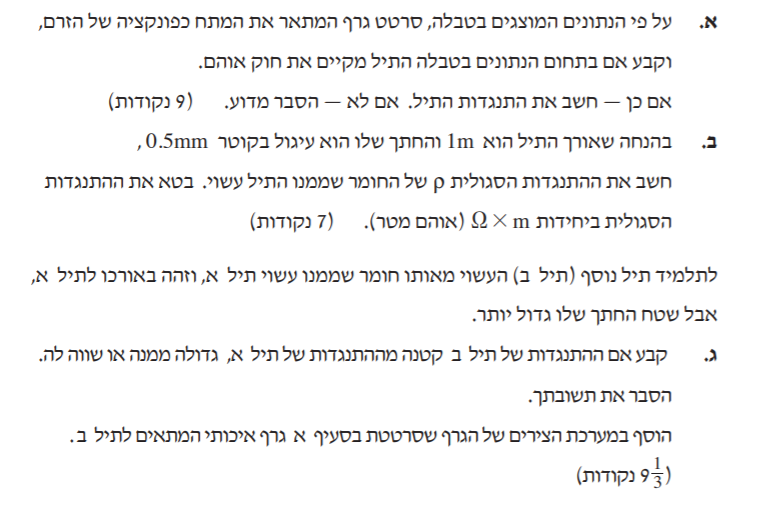 א. על פי הנתונים המוצגים בטבלה, סרטט גרף המתאר את המתח כפונקציה של הזרם,
וקבע אם בתחום הנתונים בטבלה התיל מקיים את חוק אוהם.
אם כן — חשב את התנגדות התיל. אם לא — הסבר מדוע. (9 נקודות)
ב. בהנחה שאורך התיל הוא 1m והחתך שלו הוא עיגול בקוטר 0.5mm,
חשב את ההתנגדות הסגולית ρ של החומר שממנו התיל עשוי. בטא את ההתנגדות
הסגולית ביחידות Ω × m (אוהם מטר). (7 נקודות)
לתלמיד תיל נוסף (תיל ב) העשוי מאותו חומר שממנו עשוי תיל א, וזהה באורכו לתיל א,
אבל שטח החתך שלו גדול יותר.
ג. קבע אם ההתנגדות של תיל ב קטנה מההתנגדות של תיל א, גדולה ממנה או שווה לה.
הסבר את תשובתך.
הוסף במערכת הצירים של הגרף שסרטטת בסעיף א גרף איכותי המתאים לתיל ב.
(9 1/3 נקודות)